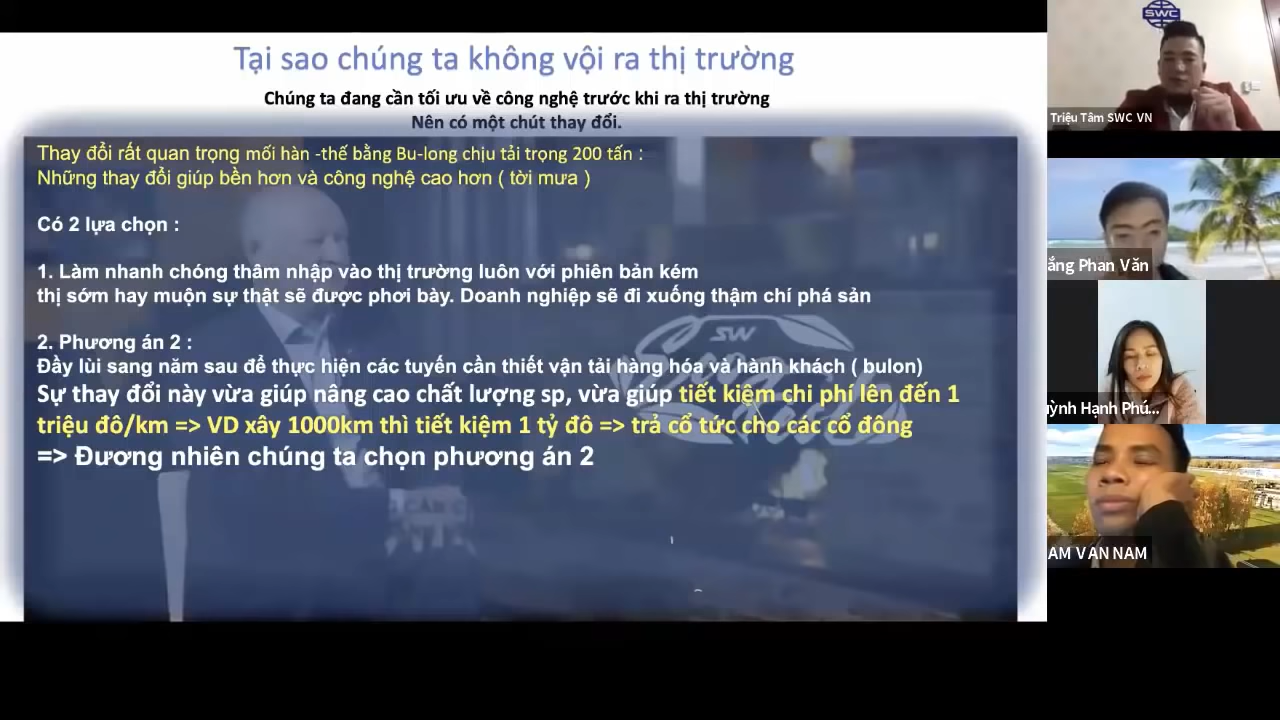 Tại sao chúng ta không vội ra thị trường
Chúng ta đang cần tối ưu về công nghệ trước khi ra thị trường
Nên có một chút thay đổi.
Thay đổi rất quan trọng mối hàn -thế bằng Bu-long chịu tải trọng 200 tấn :
Những thay đổi giúp bền hơn và công nghệ cao hơn ( tời mưa )
Có 2 lựa chọn :
1. Làm nhanh chóng thâm nhập vào thị trường luôn với phiên bản kém
thị sớm hay muộn sự thật sẽ được phơi bày. Doanh nghiệp sẽ đi xuống thậm chí phá sản
2. Phương án 2 :
Đẩy lùi sang năm sau để thực hiện các tuyến cần thiết vận tải hàng hóa và hành khách ( bulon)
Sự thay đổi này vừa giúp nâng cao chất lượng sp, vừa giúp tiết kiệm chi phí lên đến 1
triệu đô/km => VD xây 1000km thì tiết kiệm 1 tỷ đô => trả cổ tức cho các cổ đông
=> Đương nhiên chúng ta chọn phương án 2
SW
SWC
Triệu Tâm SWC VN
ắng Phan Văn
uỳnh Hạnh Phú...
AM VAN NAM